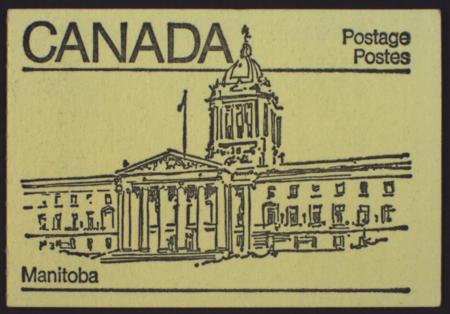 CANADA
Postage
Postes
Manitoba